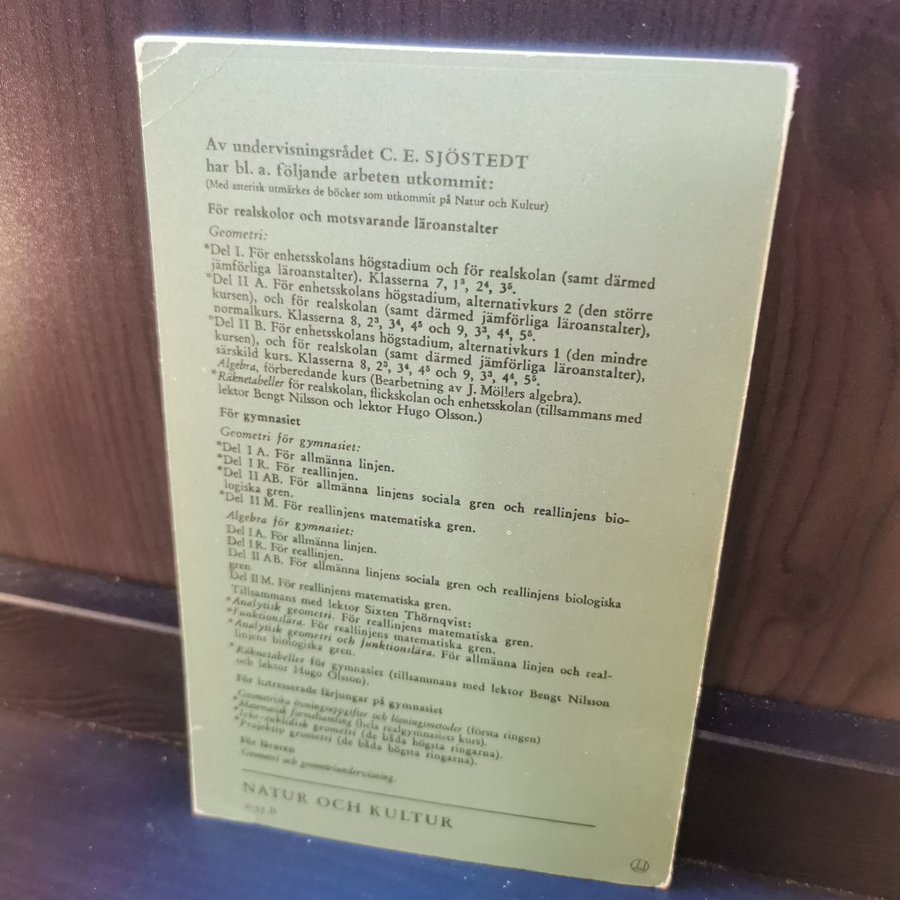 Av undervisningsrådet C. E. SJÖSTEDT
har bl. a. följande arbeten utkommit:
(Med asterisk utmärkes de böcker som utkommit på Natur och Kultur)
För realskolor och motsvarande läroanstalter
Geometri:
*Del I. För enhetsskolans högstadium och för realskolan (samt därmed
jämförliga läroanstalter). Klasserna 7, 1³, 2⁴, 3⁵.
*Del II A. För enhetsskolans högstadium, alternativkurs 2 (den större
kursen), och för realskolan (samt därmed jämförliga läroanstalter),
normalkurs. Klasserna 8, 2³, 3⁴, 4⁵ och 9, 3³, 4⁴, 5⁵.
*Del II B. För enhetsskolans högstadium, alternativkurs 1 (den mindre
kursen), och för realskolan (samt därmed jämförliga läroanstalter),
särskild kurs. Klasserna 8, 2³, 3⁴, 4⁵ och 9, 3³, 4⁴, 5⁵.
Algebra, förberedande kurs (Bearbetning av J. Möllers algebra).
*Räknetabeller för realskolan, flickskolan och enhetsskolan (tillsammans med
lektor Bengt Nilsson och lektor Hugo Olsson.)
För gymnasiet
Geometri för gymnasiet:
*Del I A. För allmänna linjen.
*Del I R. För reallinjen.
*Del II AB. För allmänna linjens sociala gren och reallinjens bio-
logiska gren.
*Del II M. För reallinjens matematiska gren.
Algebra för gymnasiet:
Del I A. För allmänna linjen.
Del I R. För reallinjen.
Del II AB. För allmänna linjens sociala gren och reallinjens biologiska
gren.
Del II M. För reallinjens matematiska gren.
Tillsammans med lektor Sixten Thörnqvist:
*Analytisk geometri. För reallinjens matematiska gren.
*Funktionslära. För reallinjens matematiska gren.
*Analytisk geometri och funktionslära. För allmänna linjen och real-
linjens biologiska gren.
*Räknetabeller för gymnasiet (tillsammans med lektor Bengt Nilsson
och lektor Hugo Olsson).
För intresserade lärjungar på gymnasiet
*Geometriska övningsuppgifter och lösningsmetoder (första ringen)
*Matematisk formelsamling (hela realgymnasiets kurs).
*Icke-euklidisk geometri (de båda högsta ringarna).
*Projektiv geometri (de båda högsta ringarna).
För läraren
Geometri och geometriundervisning.
NATUR OCH KULTUR